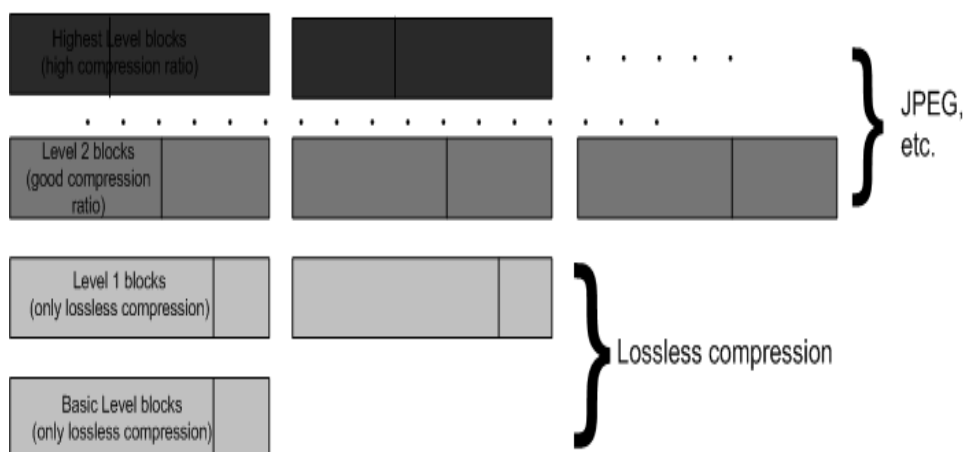 Highest Level blocks
(high compression ratio)
JPEG,
etc.
Level 2 blocks
(good compression
ratio)
Level 1 blocks
(only lossless compression)
Lossless compression
Basic Level blocks
(only lossless compression)